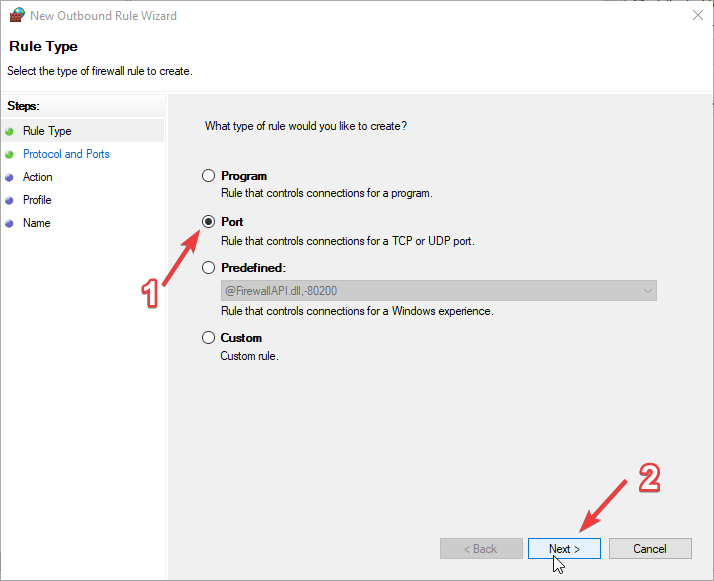 New Outbound Rule Wizard
Rule Type
Select the type of firewall rule to create.
Steps:
Rule Type
Protocol and Ports
Action
Profile
Name
What type of rule would you like to create?
Program
Rule that controls connections for a program.
Port
Rule that controls connections for a TCP or UDP port.
1
Predefined:
@FirewallAPI.dll,-80200
Rule that controls connections for a Windows experience.
Custom
Custom rule.
2
< Back Next > Cancel